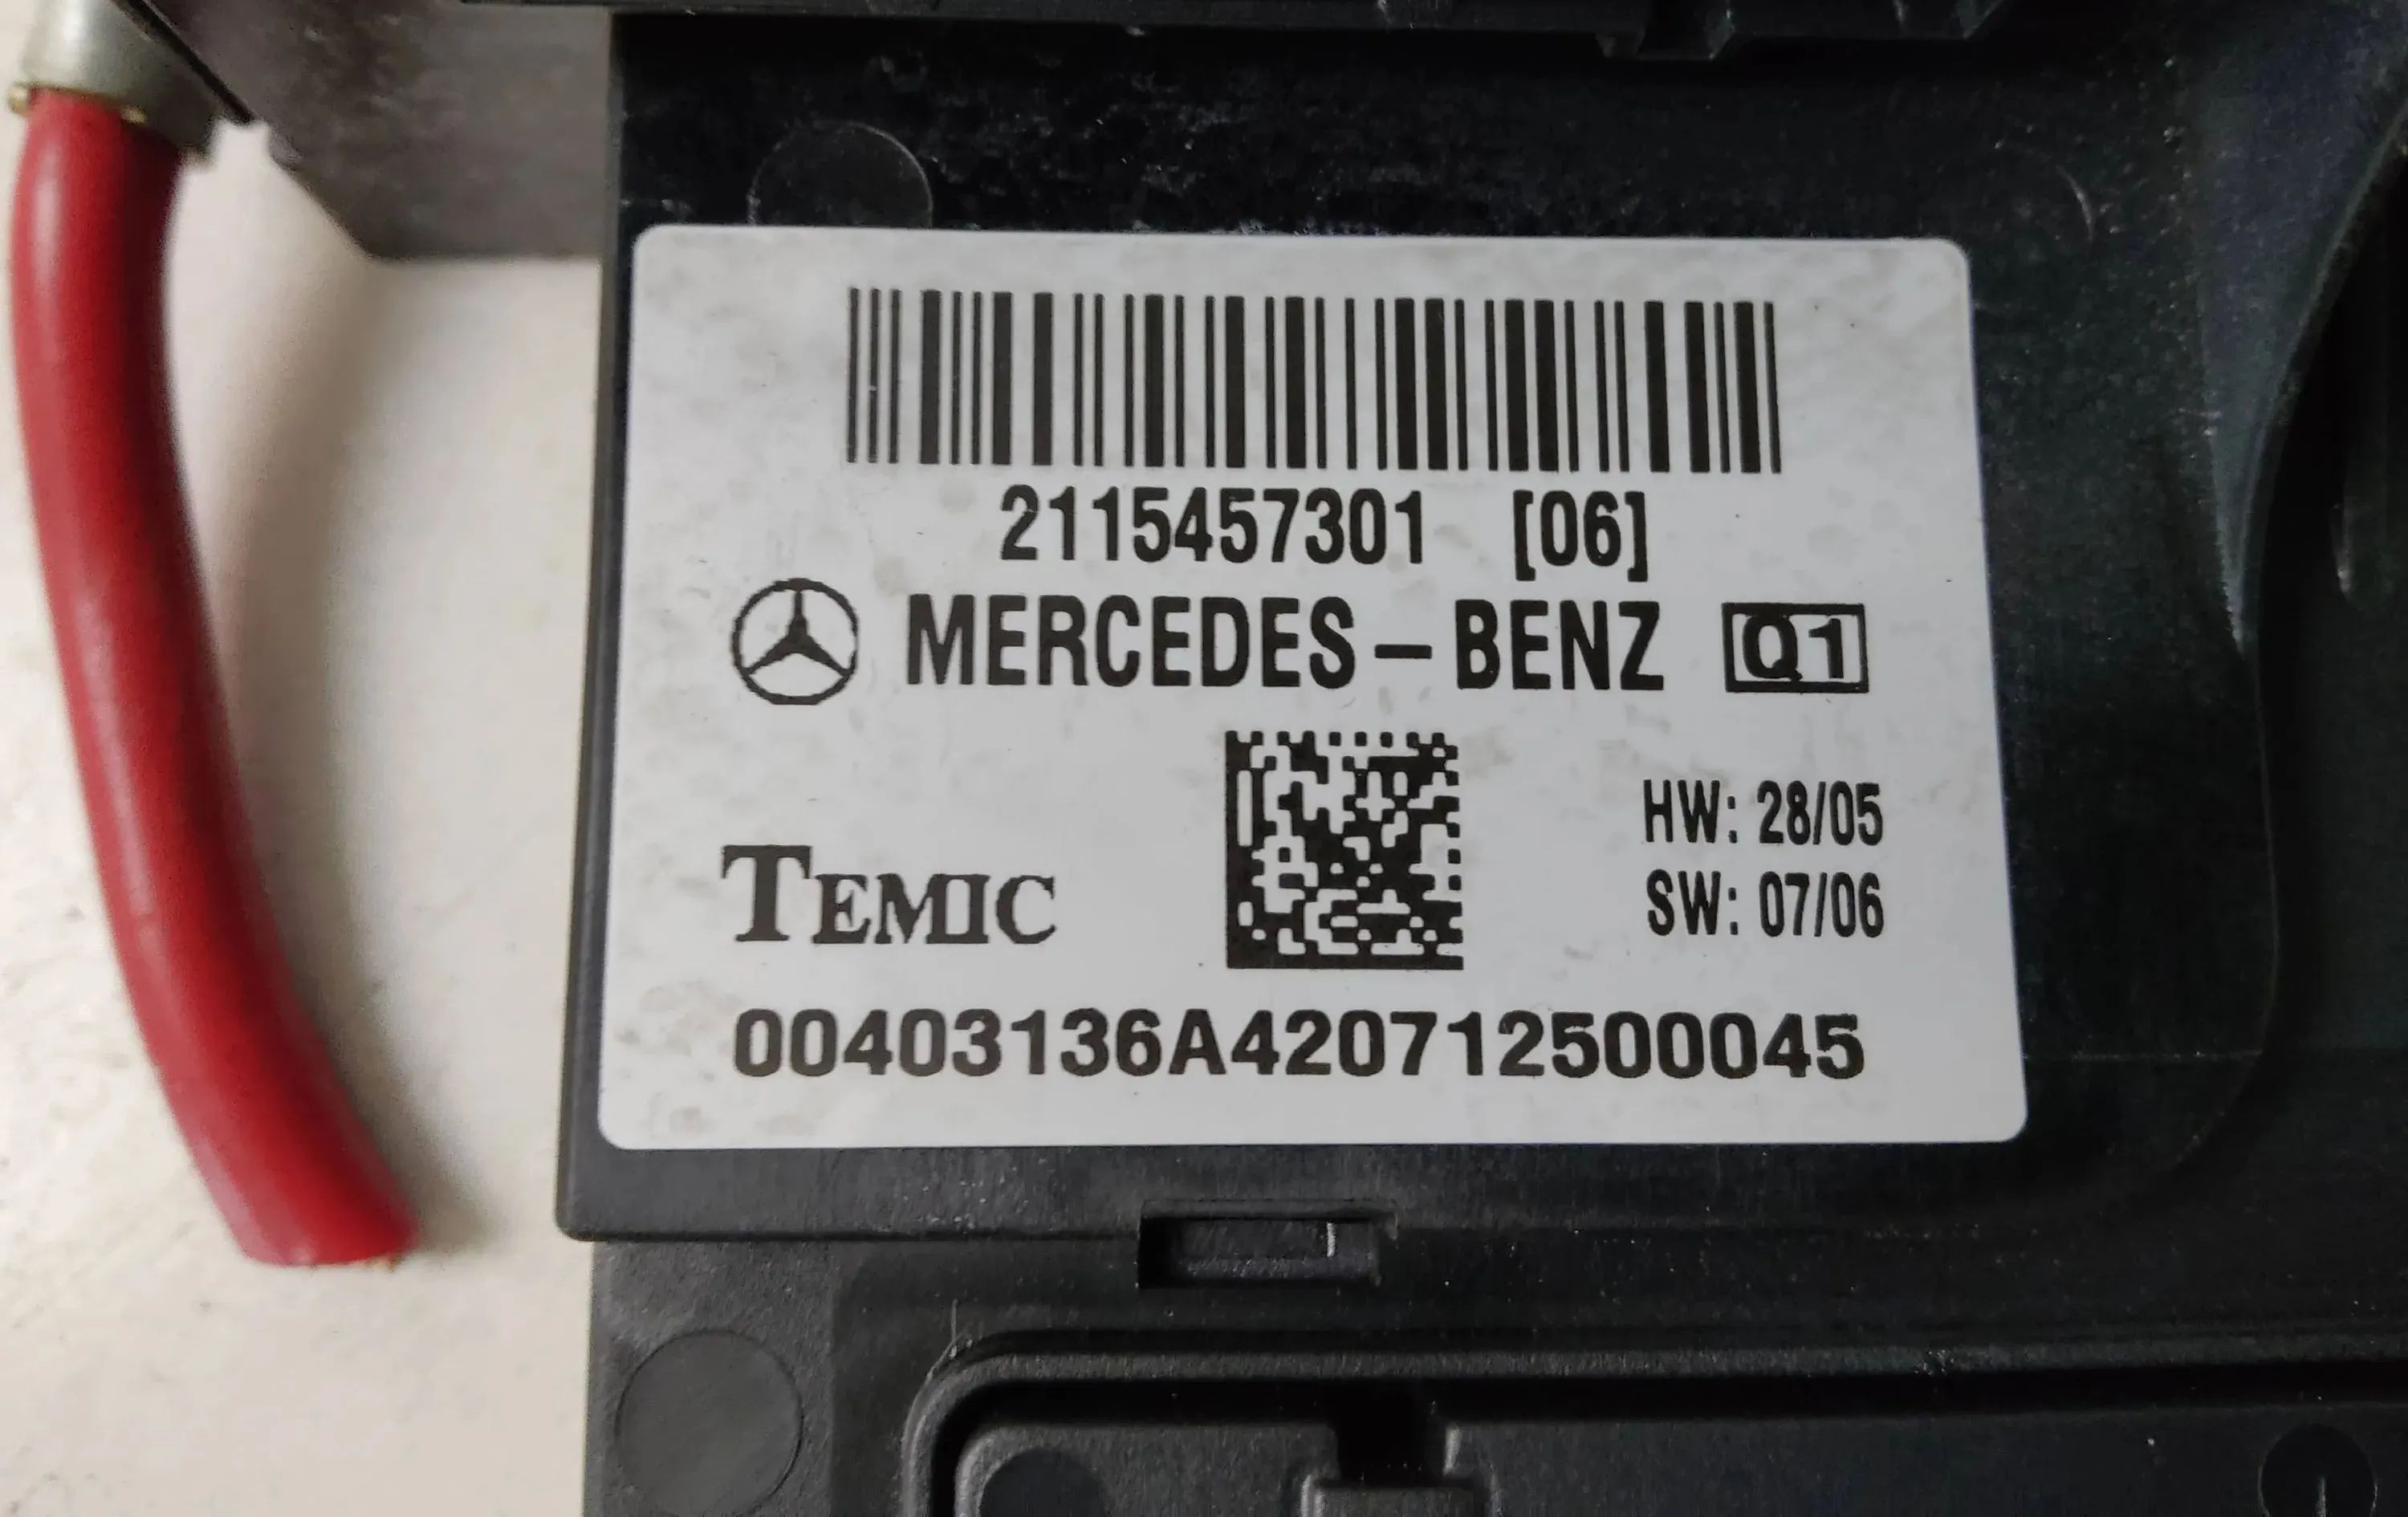 2115457301 [06]
MERCEDES-BENZ Q1
HW: 28/05
TEMIC
SW: 07/06
00403136A420712500045